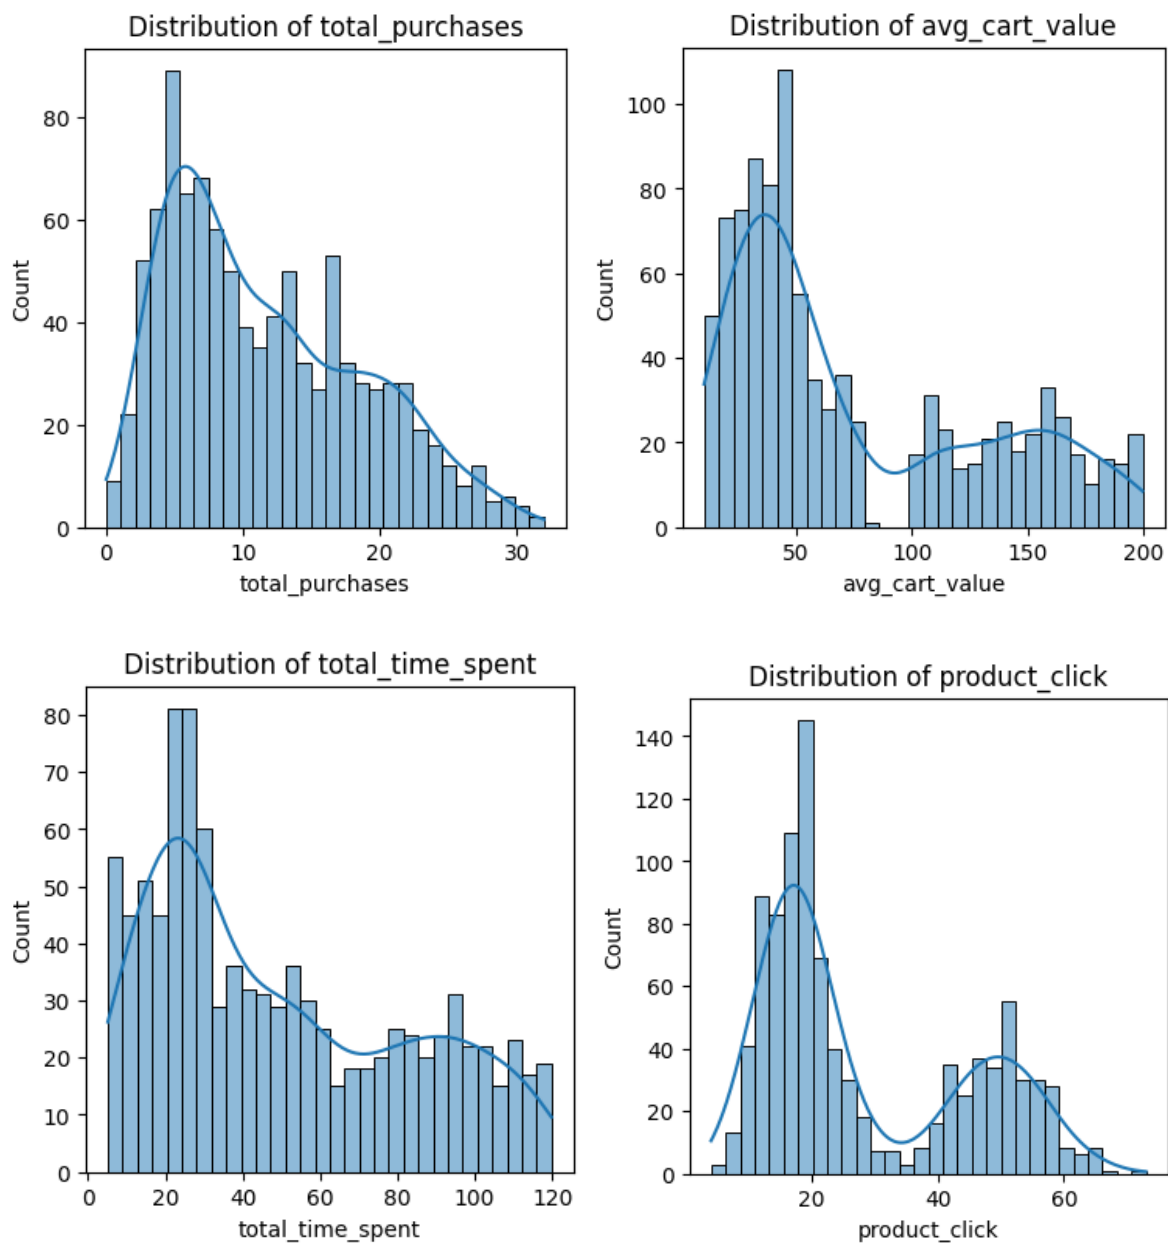 Distribution of total_purchases
80
60
40
20
0
Count
0 10 20 30
total_purchases
Distribution of avg_cart_value
100
80
60
40
20
0
Count
50 100 150 200
avg_cart_value
Distribution of total_time_spent
80
70
60
50
40
30
20
10
0
Count
0 20 40 60 80 100 120
total_time_spent
Distribution of product_click
140
120
100
80
60
40
20
0
Count
20 40 60
product_click